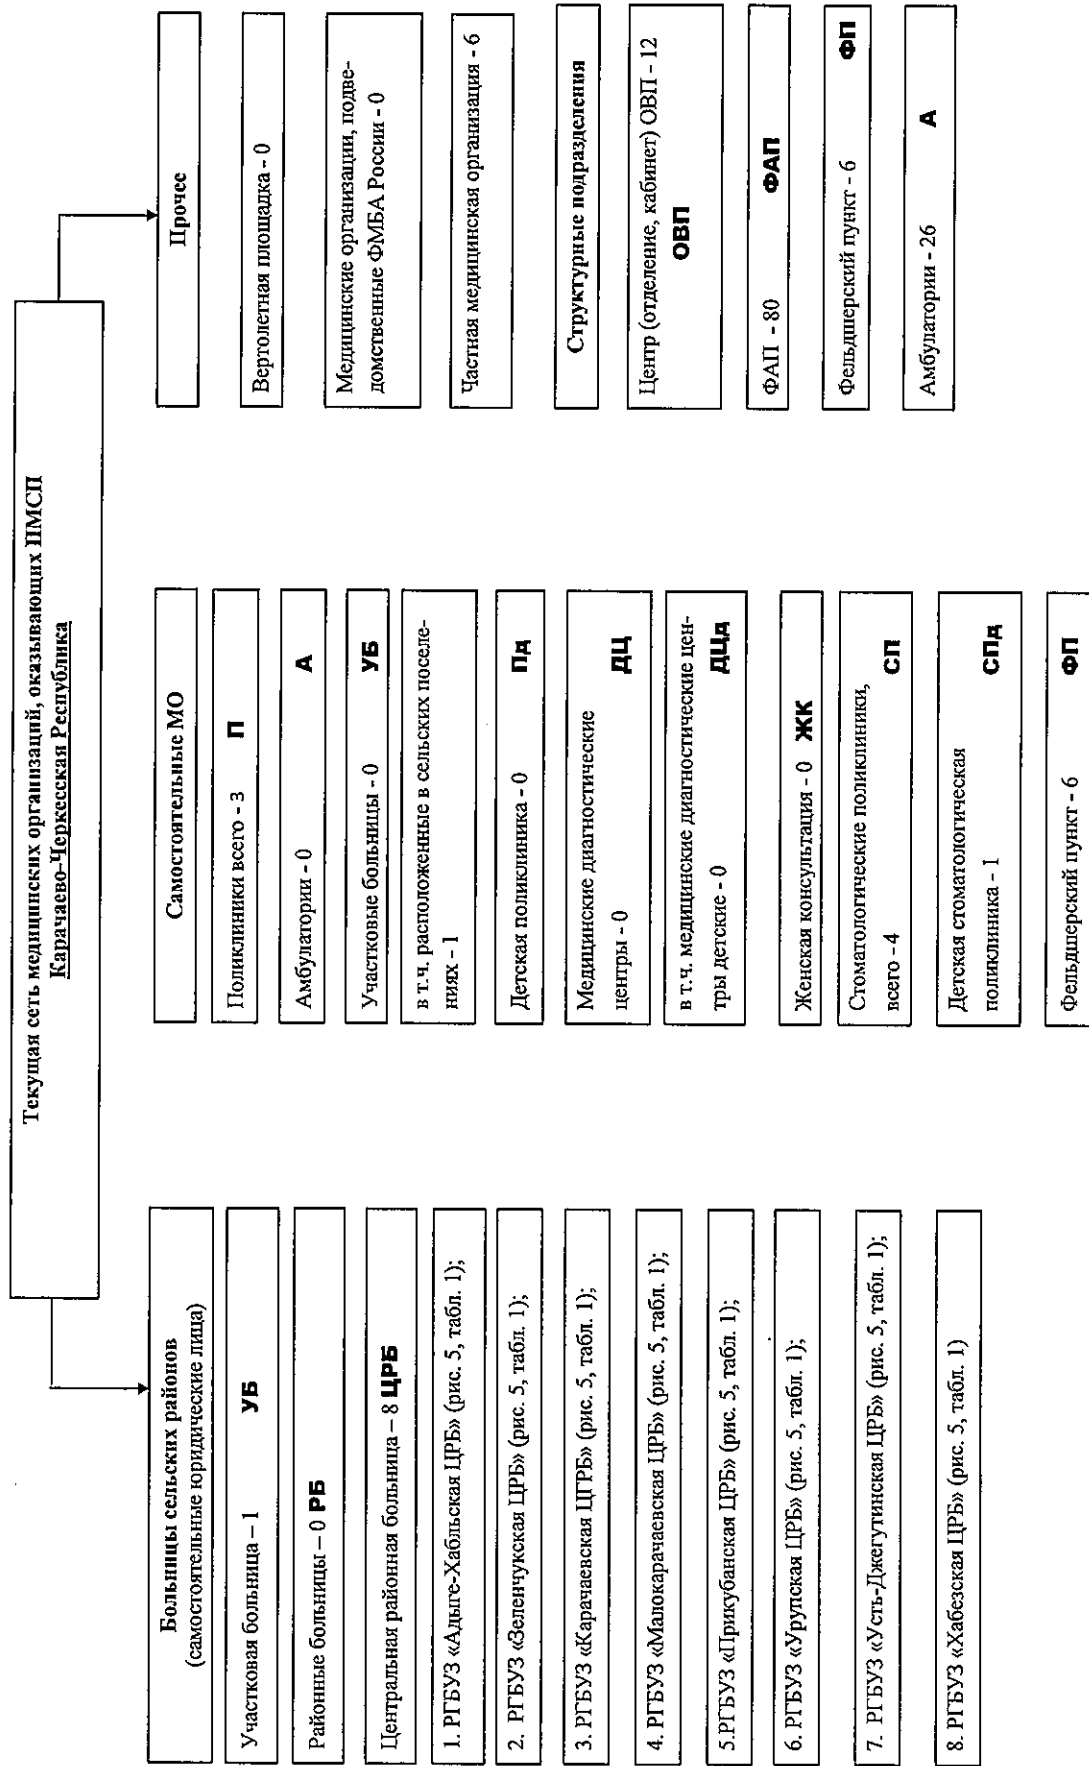 Текущая сеть медицинских организаций, оказывающих ПМСП
Карачаево-Черкесская Республика
Больницы сельских районов
(самостоятельные юридические лица)
Участковая больница – 1 УБ
Районные больницы – 0 РБ
Центральная районная больница – 8 ЦРБ
1. РГБУЗ «Адыге-Хабльская ЦРБ» (рис. 5, табл. 1);
2. РГБУЗ «Зеленчукская ЦРБ» (рис. 5, табл. 1);
3. РГБУЗ «Карачаевская ЦГРБ» (рис. 5, табл. 1);
4. РГБУЗ «Малокарачаевская ЦРБ» (рис. 5, табл. 1);
5.РГБУЗ «Прикубанская ЦРБ» (рис. 5, табл. 1);
6. РГБУЗ «Урупская ЦРБ» (рис. 5, табл. 1);
7. РГБУЗ «Усть-Джегутинская ЦРБ» (рис. 5, табл. 1);
8. РГБУЗ «Хабезская ЦРБ» (рис. 5, табл. 1)
Самостоятельные МО
Поликлиники всего - 3 П
Амбулатории - 0 А
Участковые больницы - 0 УБ
в т.ч. расположенные в сельских поселе-
ниях - 1
Детская поликлиника - 0 Пд
Медицинские диагностические
центры - 0 ДЦ
в т.ч. медицинские диагностические цен-
тры детские - 0 ДЦд
Женская консультация - 0 ЖК
Стоматологические поликлиники,
всего - 4 СП
Детская стоматологическая
поликлиника - 1 СПд
Фельдшерский пункт - 6 ФП
Прочее
Вертолетная площадка - 0
Медицинские организации, подве-
домственные ФМБА России - 0
Частная медицинская организация - 6
Структурные подразделения
Центр (отделение, кабинет) ОВП - 12
ОВП
ФАП - 80 ФАП
Фельдшерский пункт - 6 ФП
Амбулатории - 26 А